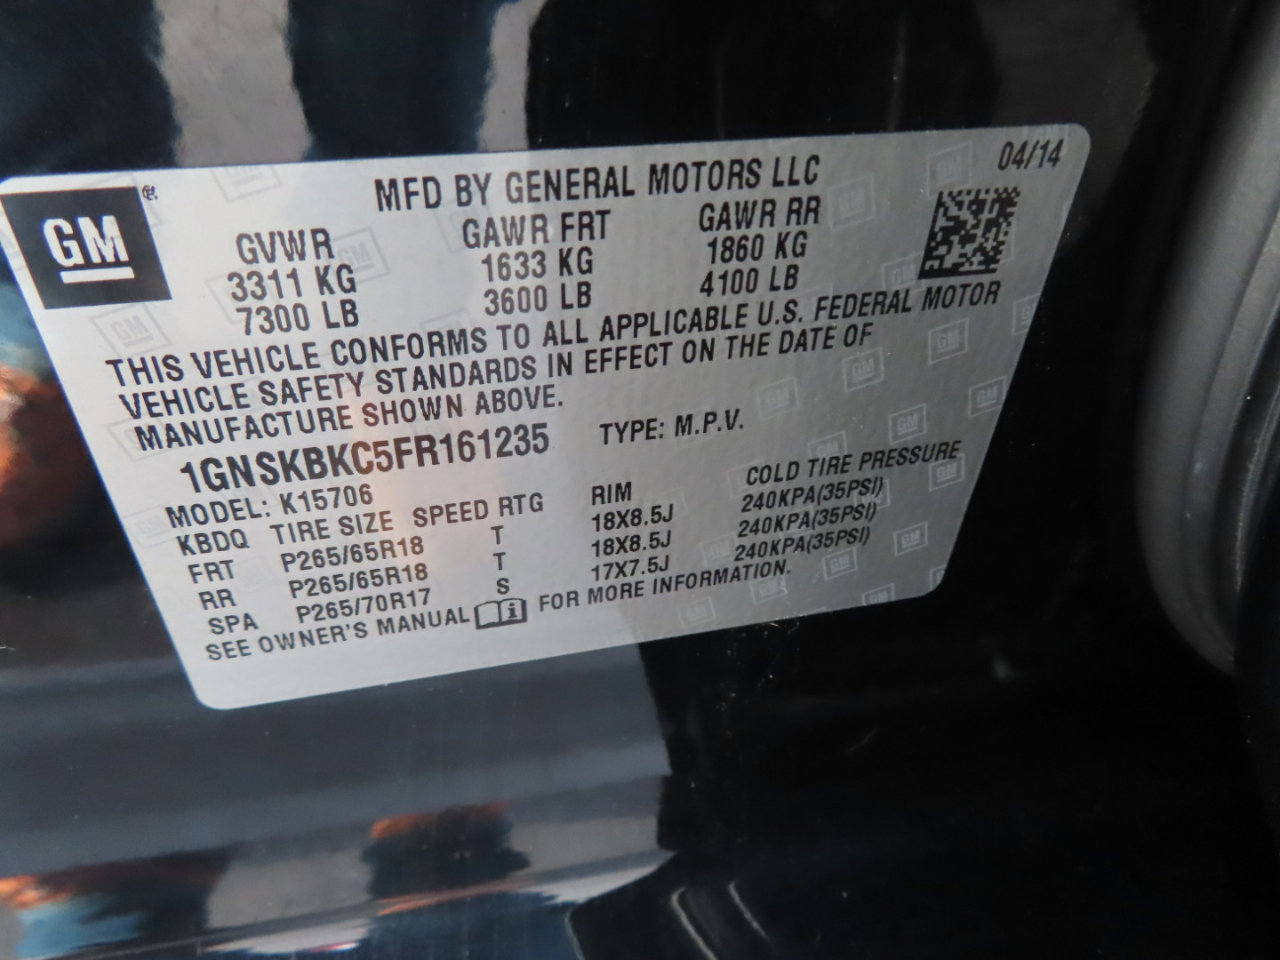 GM
MFD BY GENERAL MOTORS LLC
04/14
GVWR GAWR FRT GAWR RR
3311 KG 1633 KG 1860 KG
7300 LB 3600 LB 4100 LB
THIS VEHICLE CONFORMS TO ALL APPLICABLE U.S. FEDERAL MOTOR
VEHICLE SAFETY STANDARDS IN EFFECT ON THE DATE OF
MANUFACTURE SHOWN ABOVE.
1GNSKBKC5FR161235 TYPE: M.P.V.
MODEL: K15706
KBDQ TIRE SIZE SPEED RTG RIM COLD TIRE PRESSURE
FRT P265/65R18 T 18X8.5J 240KPA(35PSI)
RR P265/65R18 T 18X8.5J 240KPA(35PSI)
SPA P265/70R17 S 17X7.5J 240KPA(35PSI)
SEE OWNER'S MANUAL i FOR MORE INFORMATION.